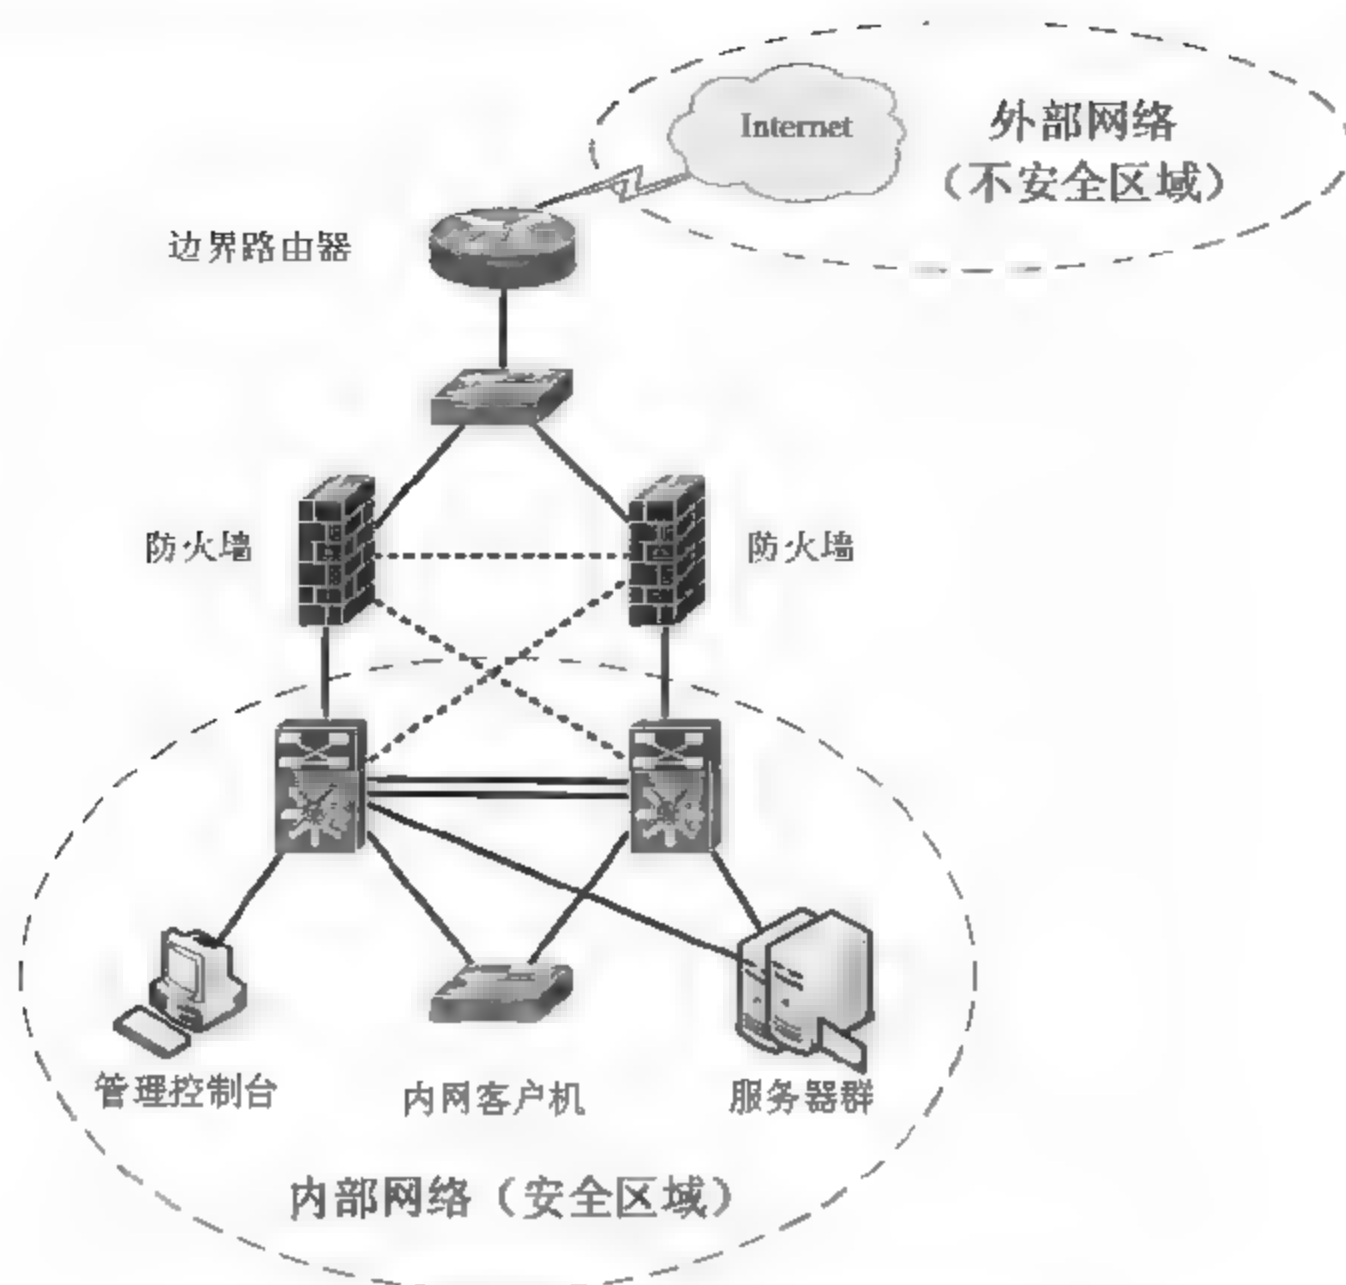 Internet
外部网络
（不安全区域）
边界路由器
防火墙
防火墙
管理控制台
内网客户机
服务器群
内部网络（安全区域）